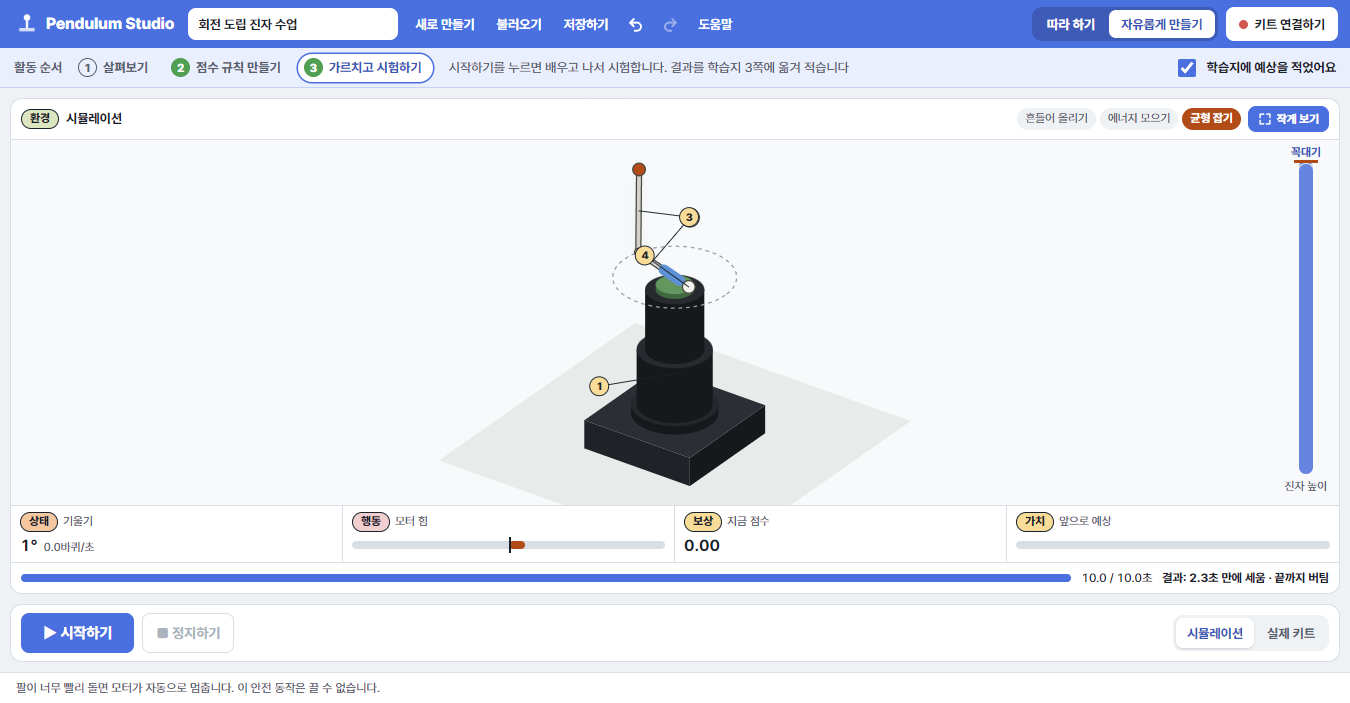 Pendulum Studio
회전 도립 진자 수업
새로 만들기
불러오기
저장하기
도움말
따라 하기
자유롭게 만들기
키트 연결하기
활동 순서
1 살펴보기
2 점수 규칙 만들기
3 가르치고 시험하기
시작하기를 누르면 배우고 나서 시험합니다. 결과를 학습지 3쪽에 옮겨 적습니다
학습지에 예상을 적었어요
환경 시뮬레이션
흔들어 올리기
에너지 모으기
균형 잡기
작게 보기
꼭대기
3
4
1
진자 높이
상태 기울기
1° 0.0바퀴/초
행동 모터 힘
보상 지금 점수
0.00
가치 앞으로 예상
10.0 / 10.0초 결과: 2.3초 만에 세움 · 끝까지 버팀
시작하기
정지하기
시뮬레이션
실제 키트
팔이 너무 빨리 돌면 모터가 자동으로 멈춥니다. 이 안전 동작은 끌 수 없습니다.